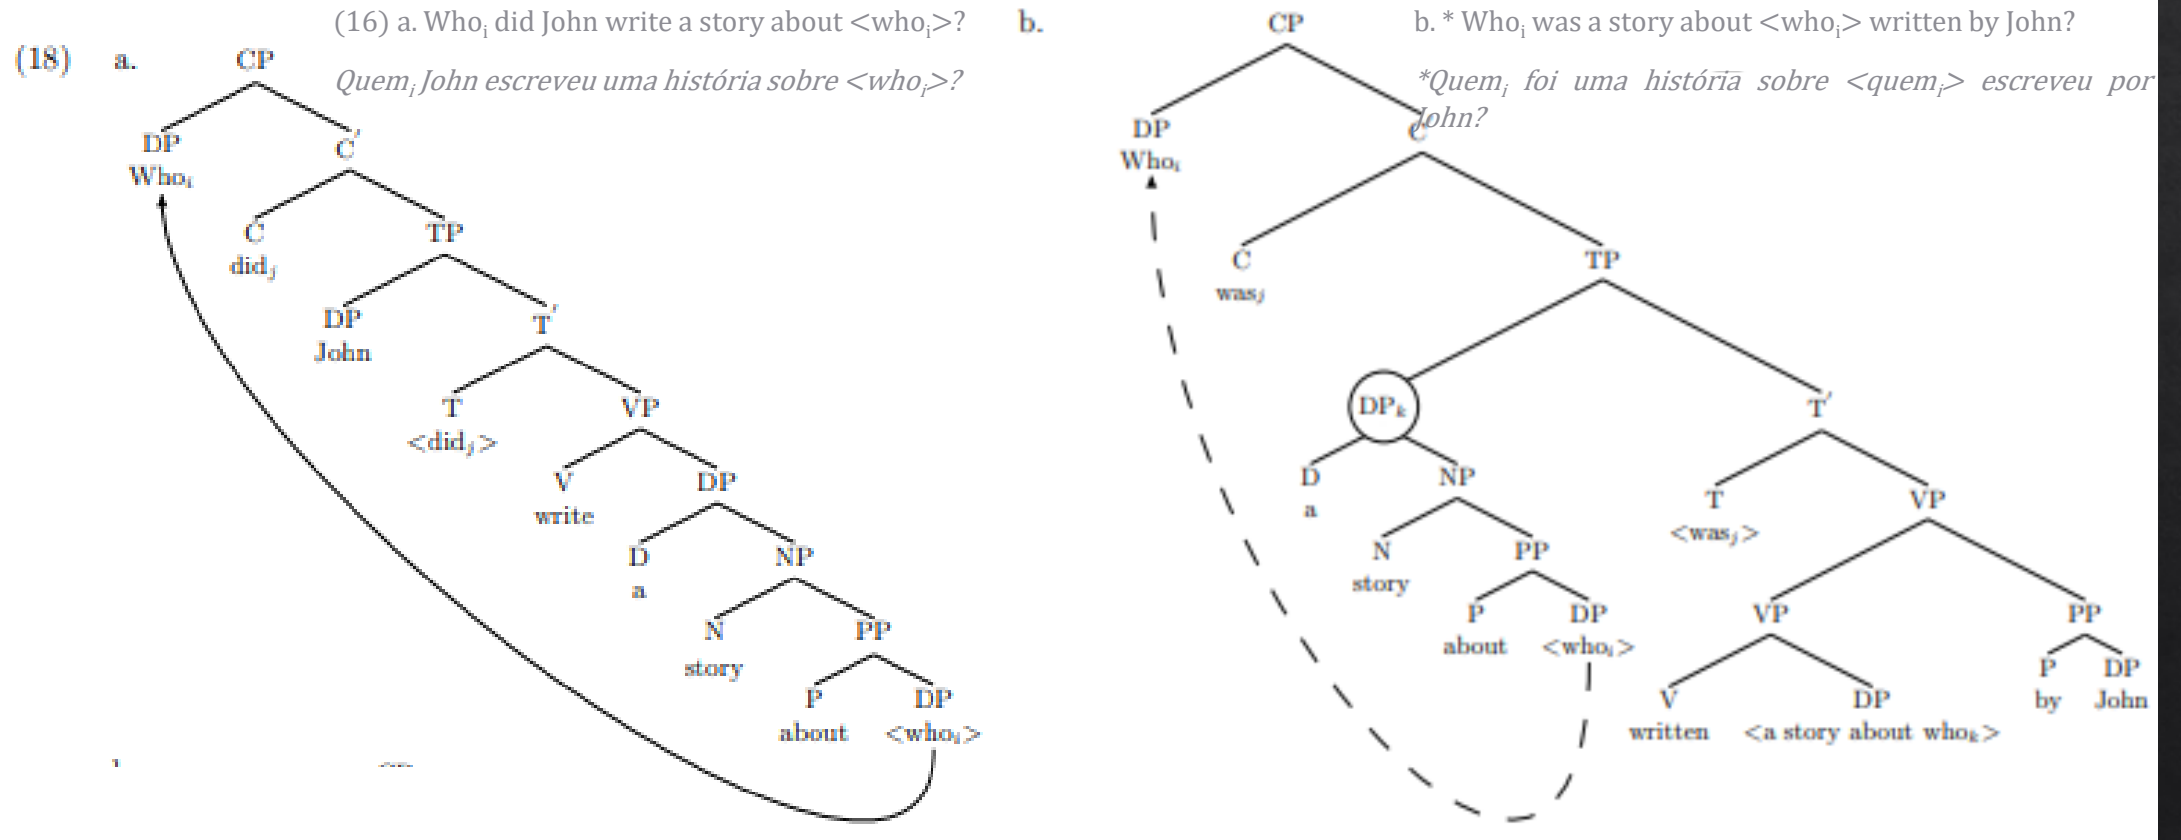 (16) a. Whoᵢ did John write a story about <whoᵢ>?
Quemᵢ John escreveu uma história sobre <whoᵢ>?
(18) a.
CP
DP C'
Whoᵢ
C TP
didⱼ
DP T'
John
T VP
<didⱼ>
V DP
write
D NP
a
N PP
story
P DP
about <whoᵢ>
b. * Whoᵢ was a story about <whoᵢ> written by John?
*Quemᵢ foi uma história sobre <quemᵢ> escreveu por
John?
b.
CP
DP C'
Whoᵢ
C TP
wasⱼ
DPₖ T'
D NP T VP
a <wasⱼ>
N PP
story
P DP VP PP
about <whoᵢ>
P DP
by John
V DP
written <a story about whoₖ>